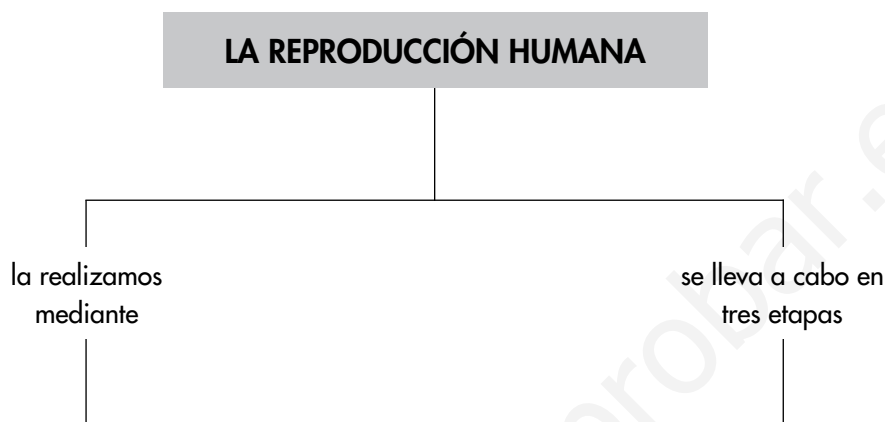 LA REPRODUCCIÓN HUMANA
la realizamos
mediante
se lleva a cabo en
tres etapas